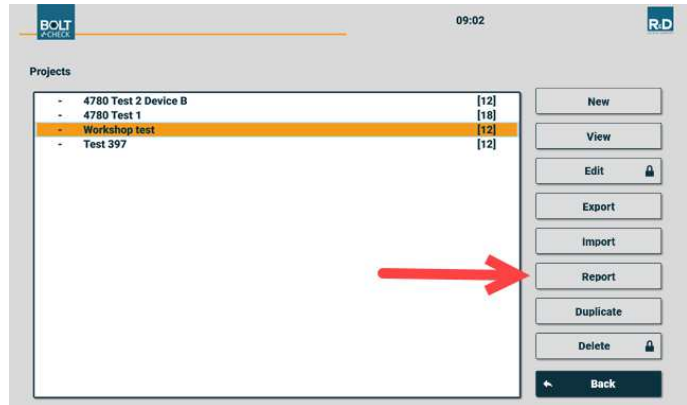 BOLT
✓CHECK
09:02
R&D
Projects
- 4780 Test 2 Device B [12]
- 4780 Test 1 [18]
- Workshop test [12]
- Test 397 [12]
New
View
Edit
Export
Import
Report
Duplicate
Delete
Back